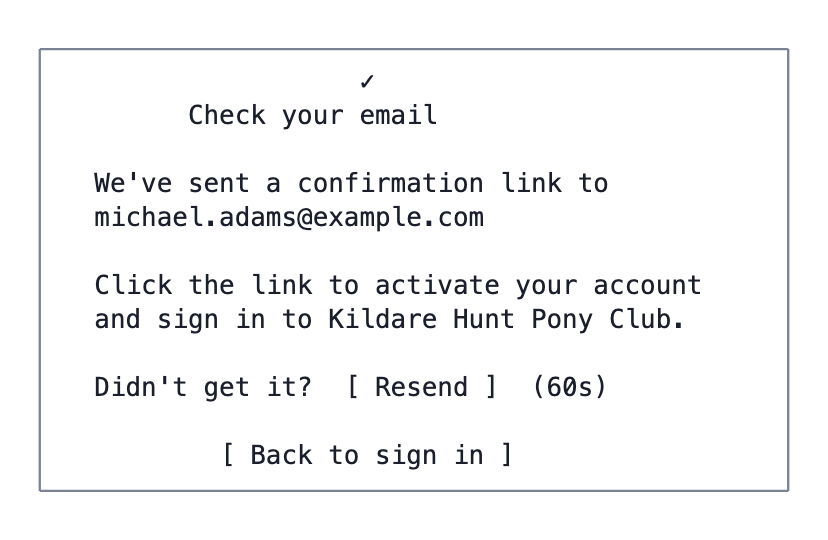 ✓
Check your email
We've sent a confirmation link to
michael.adams@example.com
Click the link to activate your account
and sign in to Kildare Hunt Pony Club.
Didn't get it? [ Resend ] (60s)
[ Back to sign in ]